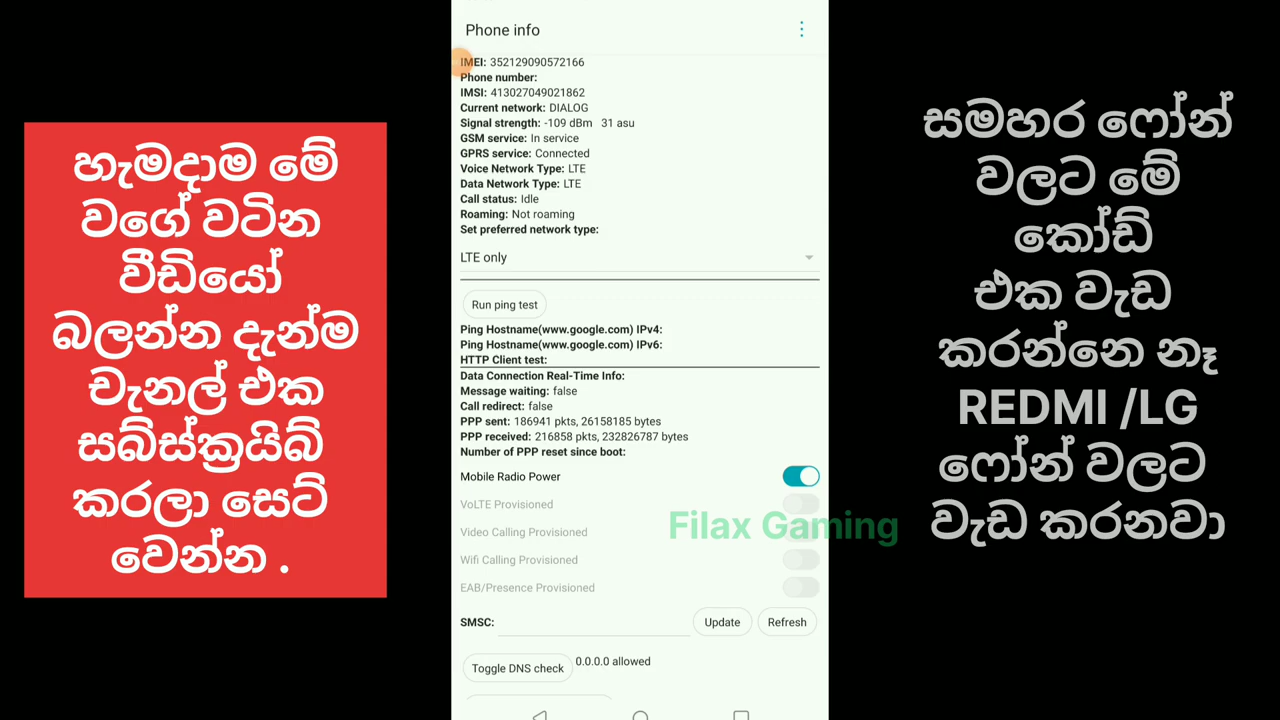 හැමදාම මේ
වගේ වටින
වීඩියෝ
බලන්න දැන්ම
චැනල් එක
සබ්ස්ක්‍රයිබ්
කරලා සෙට්
වෙන්න .
Phone info
IMEI: 352129090572166
Phone number:
IMSI: 413027049021862
Current network: DIALOG
Signal strength: -109 dBm 31 asu
GSM service: In service
GPRS service: Connected
Voice Network Type: LTE
Data Network Type: LTE
Call status: Idle
Roaming: Not roaming
Set preferred network type:
LTE only
Run ping test
Ping Hostname(www.google.com) IPv4:
Ping Hostname(www.google.com) IPv6:
HTTP Client test:
Data Connection Real-Time Info:
Message waiting: false
Call redirect: false
PPP sent: 186941 pkts, 26158185 bytes
PPP received: 216858 pkts, 232826787 bytes
Number of PPP reset since boot:
Mobile Radio Power
VoLTE Provisioned
Filax Gaming
Video Calling Provisioned
Wifi Calling Provisioned
EAB/Presence Provisioned
SMSC: Update Refresh
Toggle DNS check 0.0.0.0 allowed
සමහර ෆෝන්
වලට මේ
කෝඩ්
එක වැඩ
කරන්නෙ නෑ
REDMI /LG
ෆෝන් වලට
වැඩ කරනවා